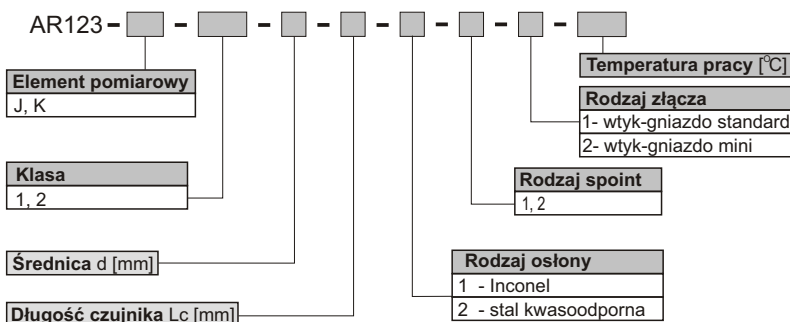 AR123 - - - - - - - -
Element pomiarowy
J, K
Klasa
1, 2
Średnica d [mm]
Długość czujnika Lc [mm]
Rodzaj osłony
1 - Inconel
2 - stal kwasoodporna
Rodzaj spoint
1, 2
Rodzaj złącza
1- wtyk-gniazdo standard
2- wtyk-gniazdo mini
Temperatura pracy [°C]